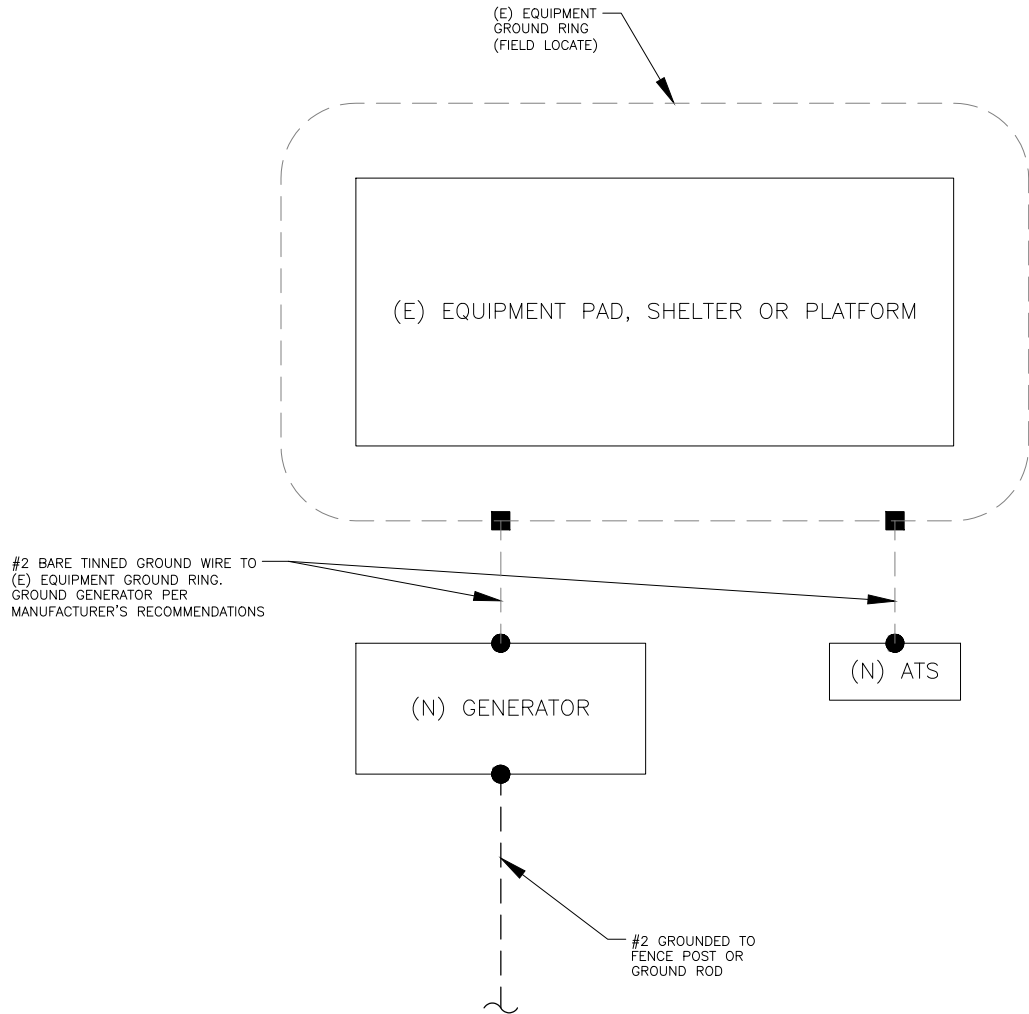 (E) EQUIPMENT
GROUND RING
(FIELD LOCATE)
(E) EQUIPMENT PAD, SHELTER OR PLATFORM
#2 BARE TINNED GROUND WIRE TO
(E) EQUIPMENT GROUND RING.
GROUND GENERATOR PER
MANUFACTURER'S RECOMMENDATIONS
(N) GENERATOR
(N) ATS
#2 GROUNDED TO
FENCE POST OR
GROUND ROD